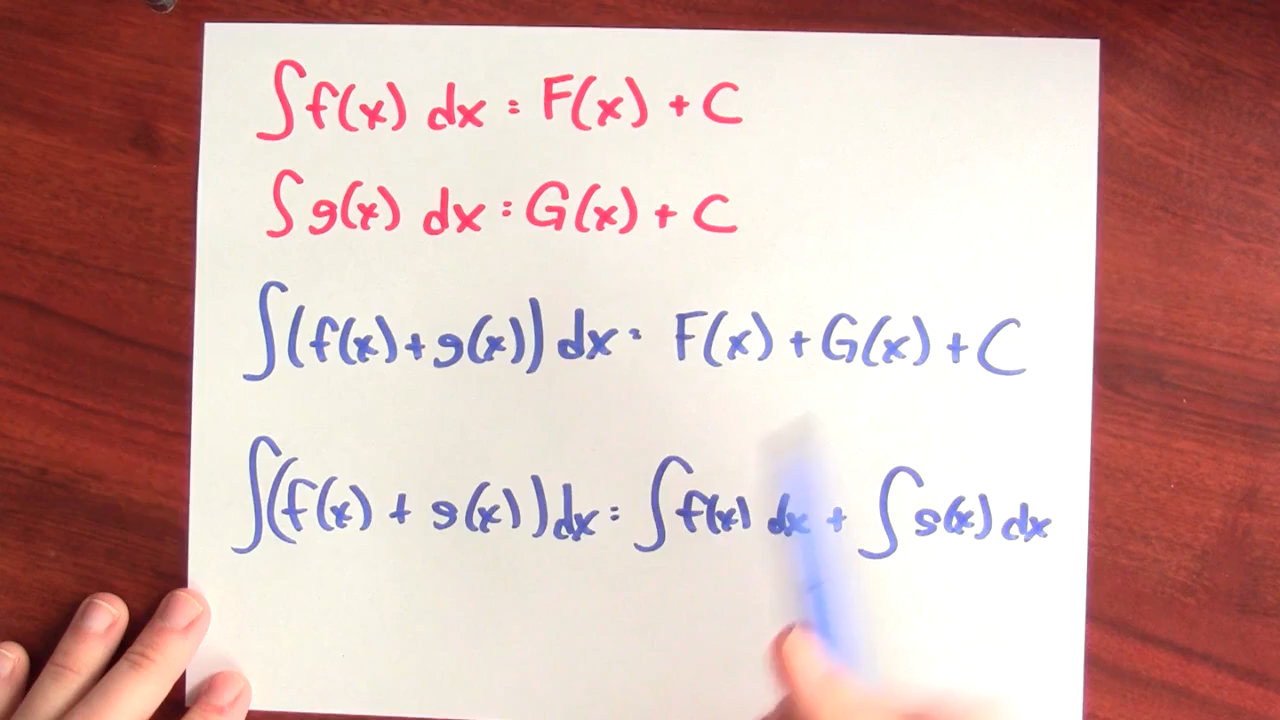 ∫f(x) dx = F(x) + C
∫g(x) dx = G(x) + C
∫(f(x)+g(x)) dx = F(x) + G(x) + C
∫(f(x) + g(x)) dx = ∫f(x) dx + ∫g(x) dx